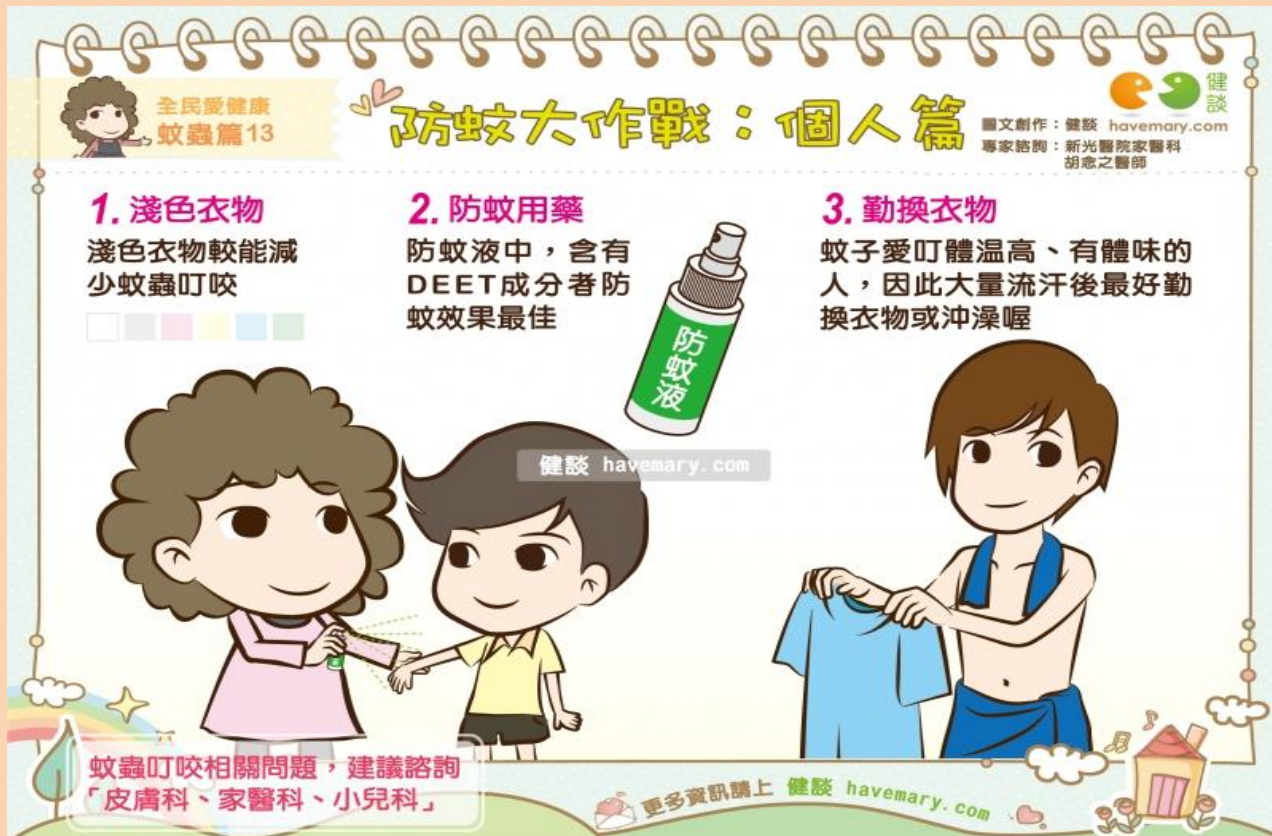 全民愛健康
蚊蟲篇13
防蚊大作戰：個人篇
健談
圖文創作：健談 havemary.com
專家諮詢：新光醫院家醫科
胡念之醫師
1. 淺色衣物
淺色衣物較能減
少蚊蟲叮咬
2. 防蚊用藥
防蚊液中，含有
DEET成分者防
蚊效果最佳
防蚊液
3. 勤換衣物
蚊子愛叮體溫高、有體味的
人，因此大量流汗後最好勤
換衣物或沖澡喔
健談 havemary.com
蚊蟲叮咬相關問題，建議諮詢
「皮膚科、家醫科、小兒科」
更多資訊請上 健談 havemary.com